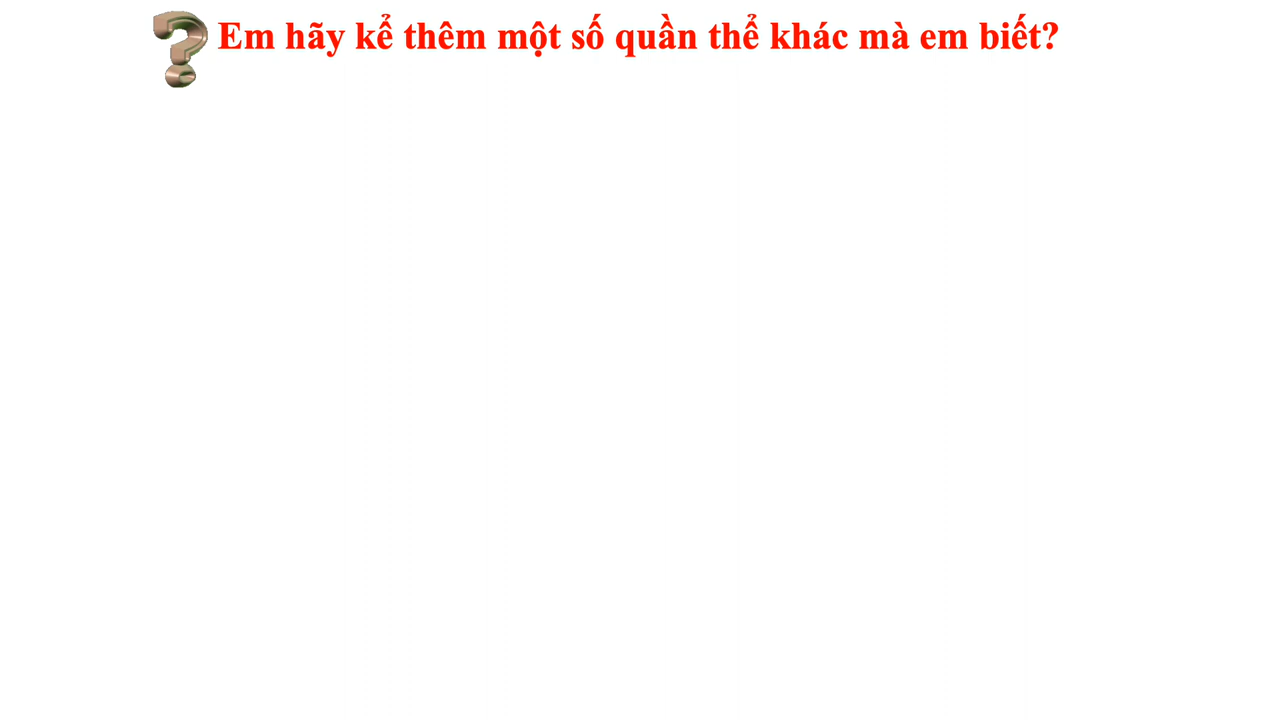 Em hãy kể thêm một số quần thể khác mà em biết?